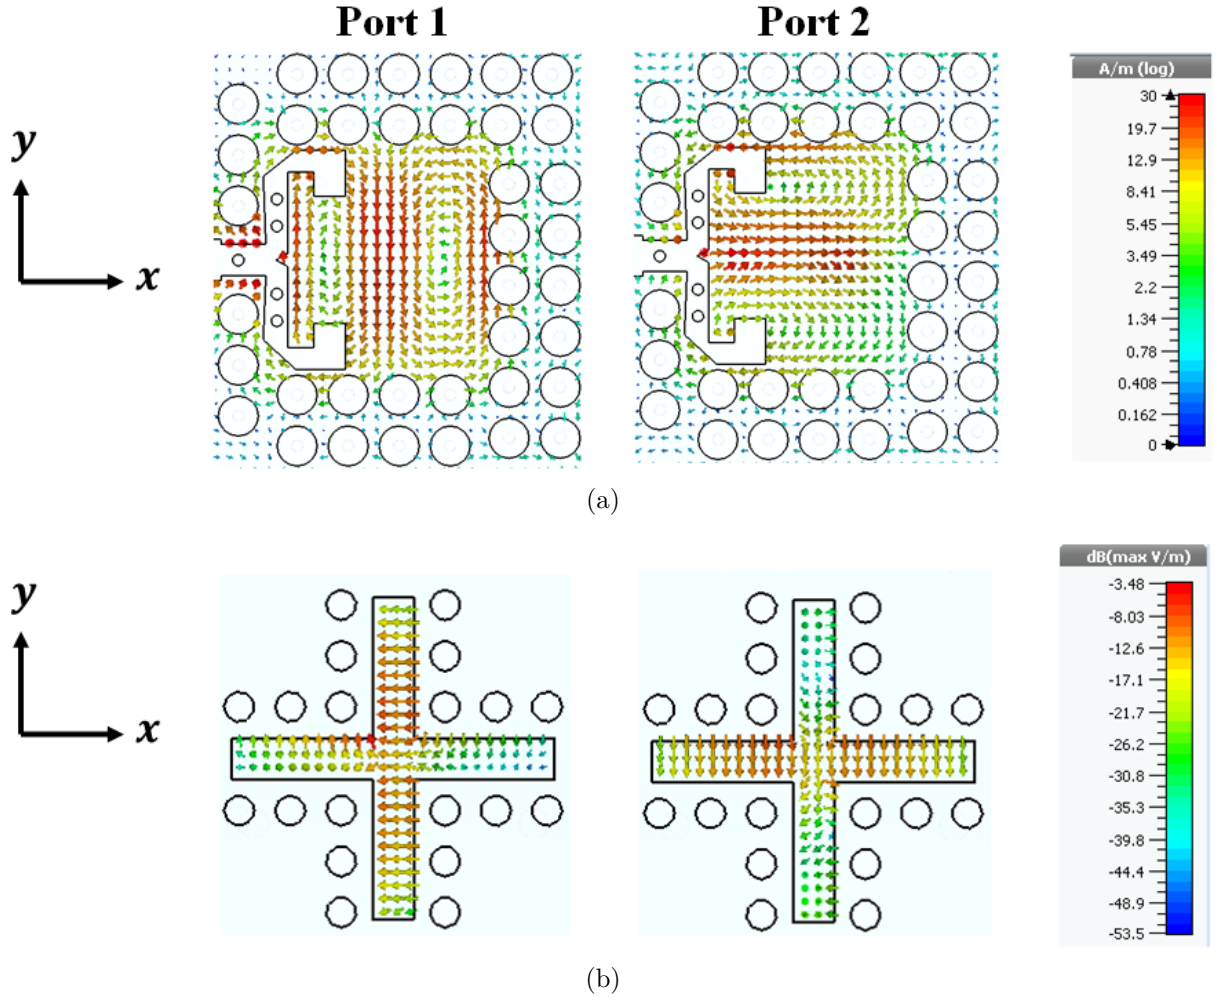 Port 1
Port 2
A/m (log)
30
19.7
12.9
8.41
5.45
3.49
2.2
1.34
0.78
0.408
0.162
0
y
x
(a)
dB(max V/m)
-3.48
-8.03
-12.6
-17.1
-21.7
-26.2
-30.8
-35.3
-39.8
-44.4
-48.9
-53.5
y
x
(b)